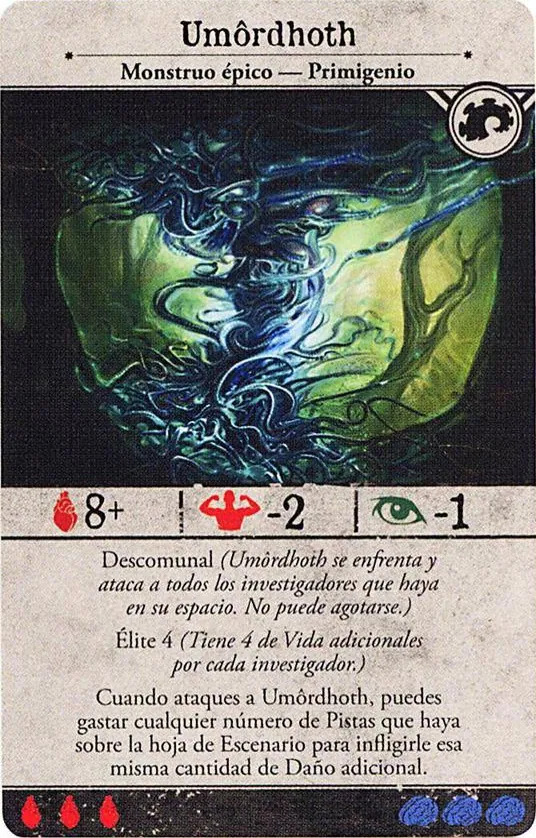 Umôrdhoth
Monstruo épico — Primigenio
8+ -2 -1
Descomunal (Umôrdhoth se enfrenta y
ataca a todos los investigadores que haya
en su espacio. No puede agotarse.)
Élite 4 (Tiene 4 de Vida adicionales
por cada investigador.)
Cuando ataques a Umôrdhoth, puedes
gastar cualquier número de Pistas que haya
sobre la hoja de Escenario para infligirle esa
misma cantidad de Daño adicional.